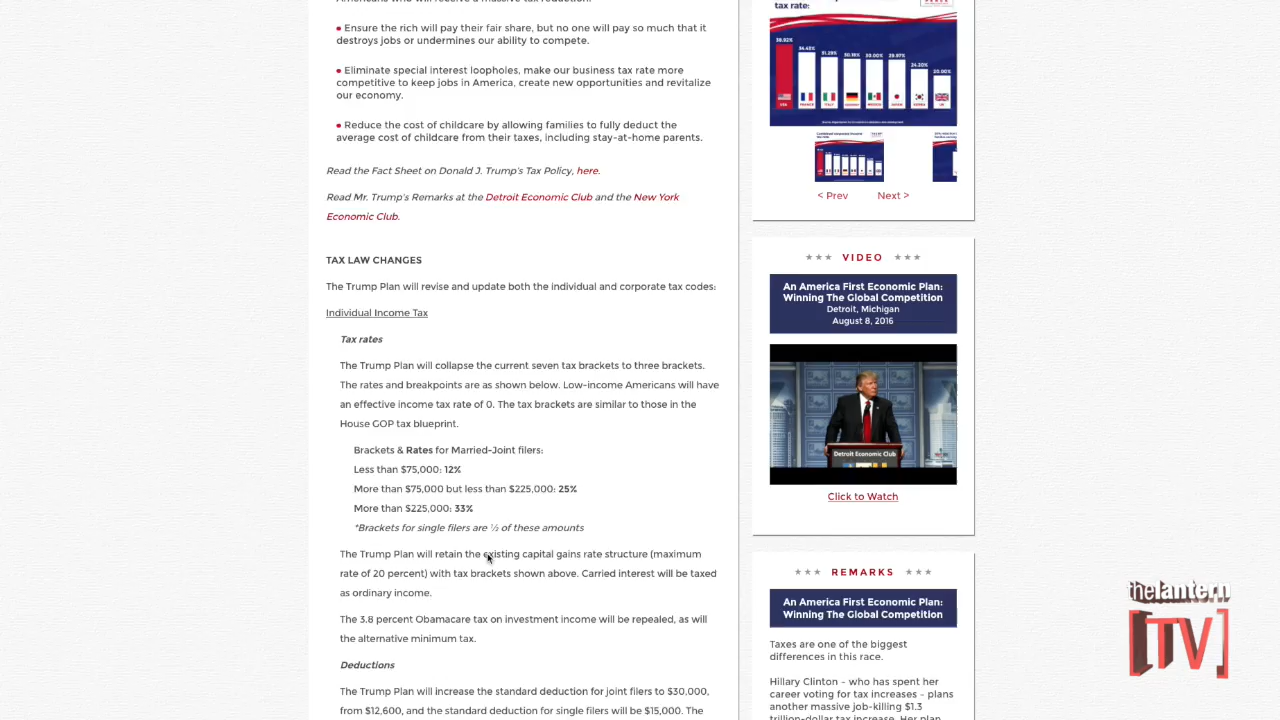 Ensure the rich will pay their fair share, but no one will pay so much that it
destroys jobs or undermines our ability to compete.
Eliminate special interest loopholes, make our business tax rate more
competitive to keep jobs in America, create new opportunities and revitalize
our economy.
Reduce the cost of childcare by allowing families to fully deduct the
average cost of childcare from their taxes, including stay-at-home parents.
Read the Fact Sheet on Donald J. Trump's Tax Policy, here.
Read Mr. Trump's Remarks at the Detroit Economic Club and the New York
Economic Club.
TAX LAW CHANGES
The Trump Plan will revise and update both the individual and corporate tax codes:
Individual Income Tax
Tax rates
The Trump Plan will collapse the current seven tax brackets to three brackets.
The rates and breakpoints are as shown below. Low-income Americans will have
an effective income tax rate of 0. The tax brackets are similar to those in the
House GOP tax blueprint.
Brackets & Rates for Married-Joint filers:
Less than $75,000: 12%
More than $75,000 but less than $225,000: 25%
More than $225,000: 33%
*Brackets for single filers are ½ of these amounts
The Trump Plan will retain the existing capital gains rate structure (maximum
rate of 20 percent) with tax brackets shown above. Carried interest will be taxed
as ordinary income.
The 3.8 percent Obamacare tax on investment income will be repealed, as will
the alternative minimum tax.
Deductions
The Trump Plan will increase the standard deduction for joint filers to $30,000,
from $12,600, and the standard deduction for single filers will be $15,000. The
tax rate:
USA
FRANCE
ITALY
MEXICO
UK
< Prev Next >
VIDEO
An America First Economic Plan:
Winning The Global Competition
Detroit, Michigan
August 8, 2016
Detroit Economic Club
Click to Watch
REMARKS
An America First Economic Plan:
Winning The Global Competition
Taxes are one of the biggest
differences in this race.
Hillary Clinton – who has spent her
career voting for tax increases – plans
another massive job-killing $1.3
trillion-dollar tax increase. Her plan
thelantern
[TV]